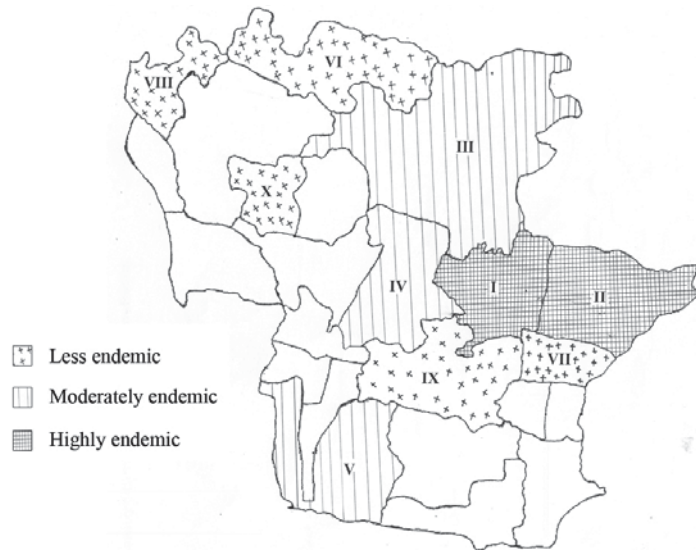 VI
VIII
III
X
IV
I
II
VII
IX
V
Less endemic
Moderately endemic
Highly endemic